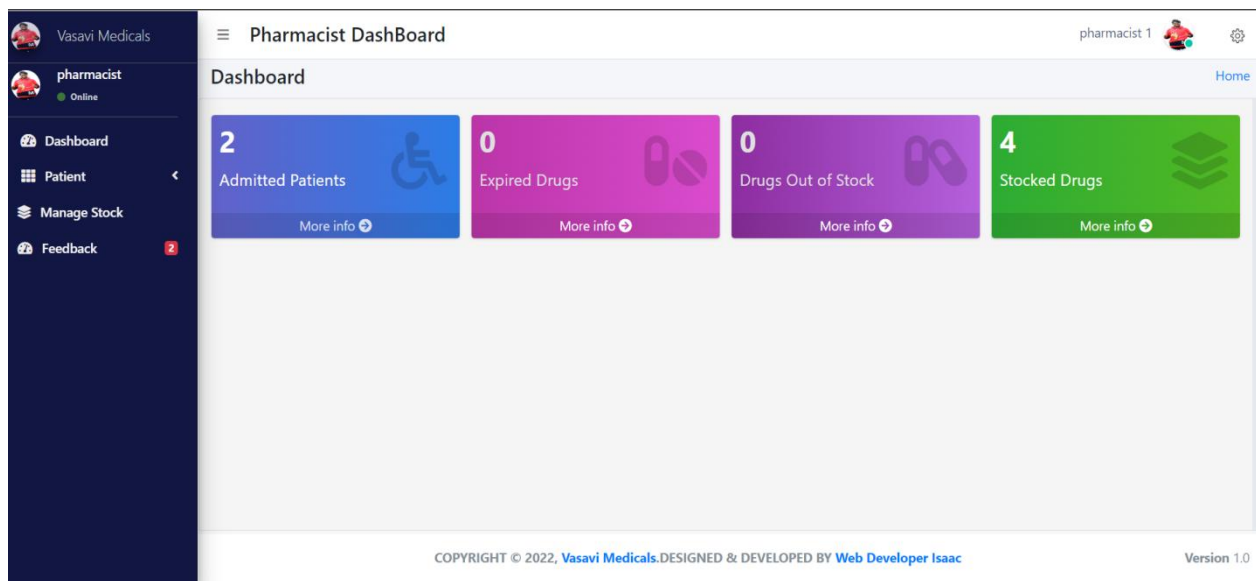 Vasavi Medicals
pharmacist
Online
Dashboard
Patient
Manage Stock
Feedback 2
Pharmacist DashBoard
pharmacist 1
Dashboard
Home
2
Admitted Patients
More info
0
Expired Drugs
More info
0
Drugs Out of Stock
More info
4
Stocked Drugs
More info
COPYRIGHT © 2022, Vasavi Medicals.DESIGNED & DEVELOPED BY Web Developer Isaac
Version 1.0